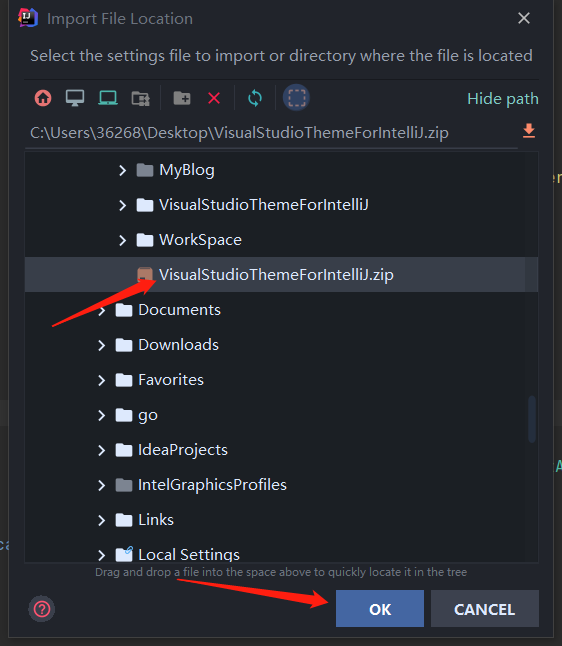 IJ Import File Location
Select the settings file to import or directory where the file is located
Hide path
C:\Users\36268\Desktop\VisualStudioThemeForIntelliJ.zip
MyBlog
VisualStudioThemeForIntelliJ
WorkSpace
VisualStudioThemeForIntelliJ.zip
Documents
Downloads
Favorites
go
IdeaProjects
IntelGraphicsProfiles
Links
Local Settings
Drag and drop a file into the space above to quickly locate it in the tree
? OK CANCEL